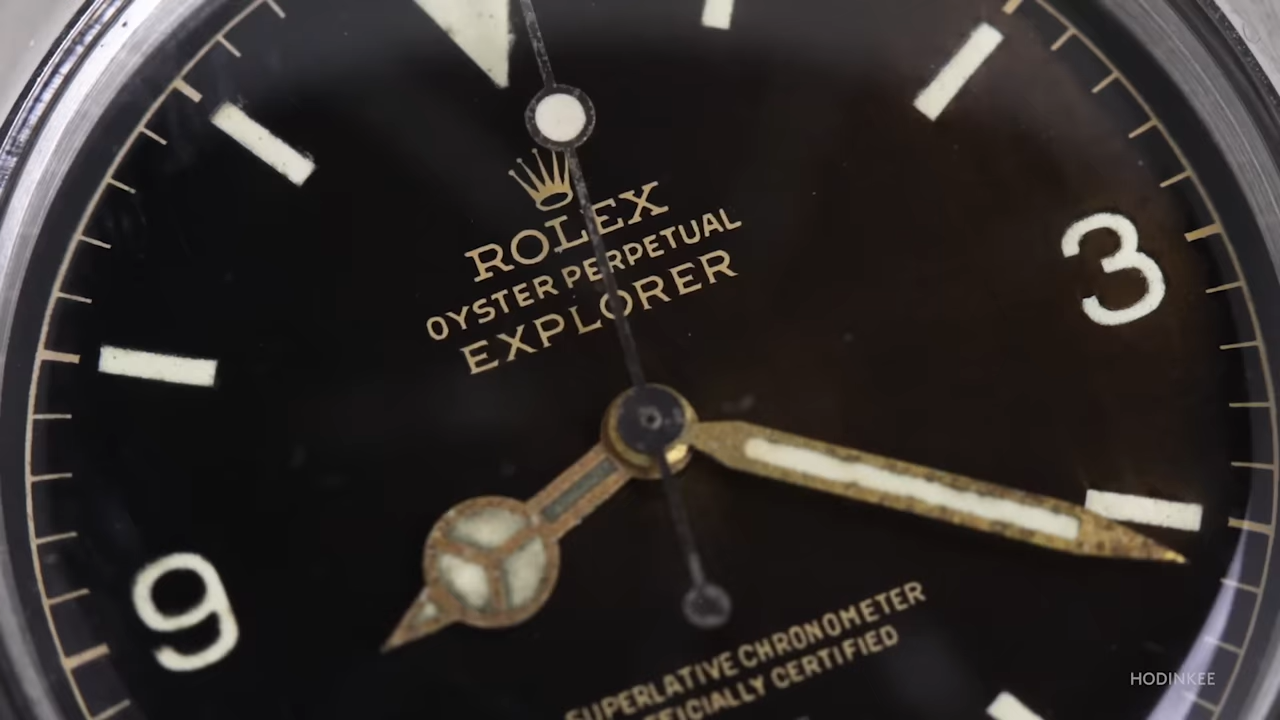 ROLEX
OYSTER PERPETUAL
EXPLORER
3
9
SUPERLATIVE CHRONOMETER
CERTIFIED
HODINKEE